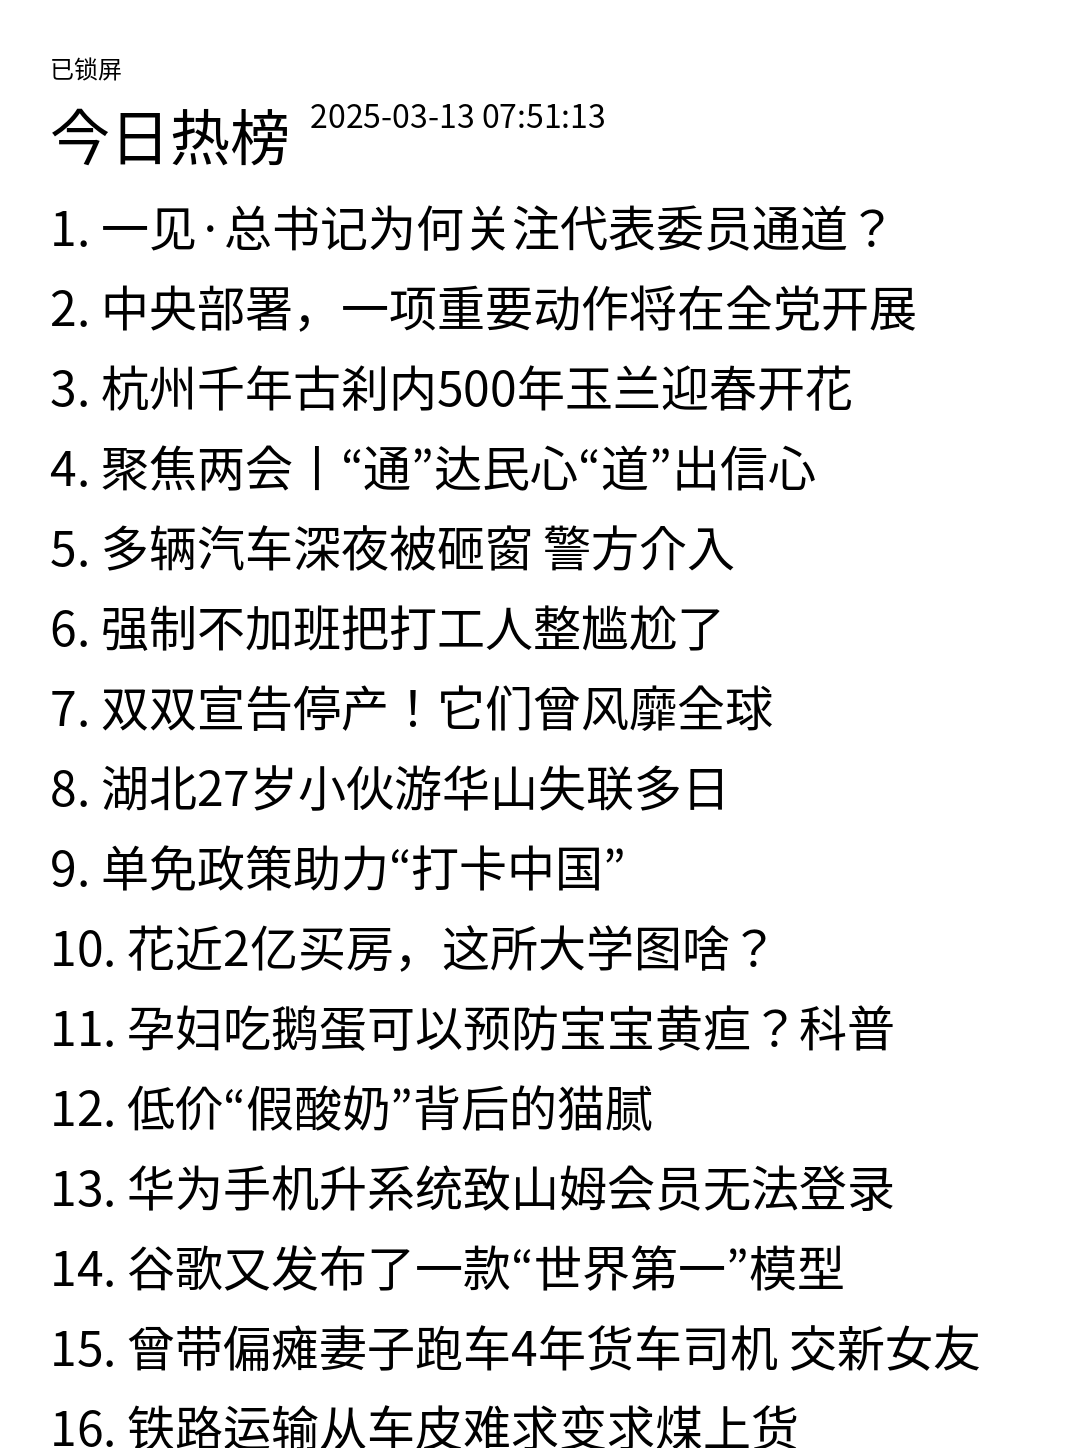 已锁屏
今日热榜 2025-03-13 07:51:13
1. 一见·总书记为何关注代表委员通道？
2. 中央部署，一项重要动作将在全党开展
3. 杭州千年古刹内500年玉兰迎春开花
4. 聚焦两会丨“通”达民心“道”出信心
5. 多辆汽车深夜被砸窗 警方介入
6. 强制不加班把打工人整尴尬了
7. 双双宣告停产！它们曾风靡全球
8. 湖北27岁小伙游华山失联多日
9. 单免政策助力“打卡中国”
10. 花近2亿买房，这所大学图啥？
11. 孕妇吃鹅蛋可以预防宝宝黄疸？科普
12. 低价“假酸奶”背后的猫腻
13. 华为手机升系统致山姆会员无法登录
14. 谷歌又发布了一款“世界第一”模型
15. 曾带偏瘫妻子跑车4年货车司机 交新女友
16. 铁路运输从车皮难求变求煤上货